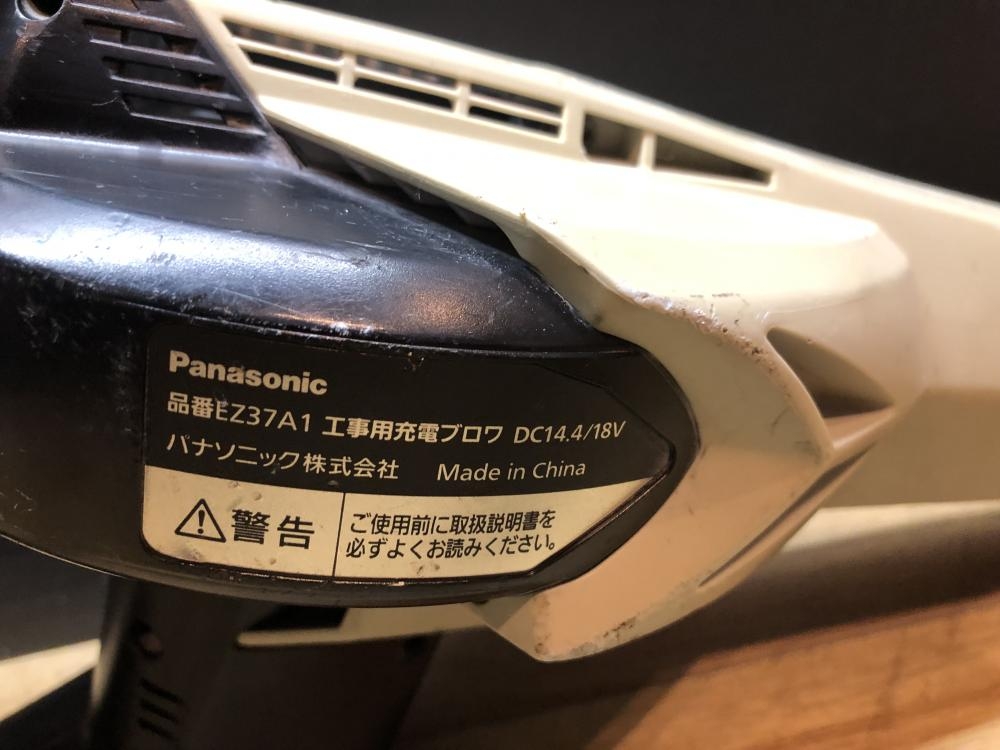 Panasonic
品番EZ37A1 工事用充電ブロワ DC14.4/18V
パナソニック株式会社 Made in China
警告
ご使用前に取扱説明書を
必ずよくお読みください。